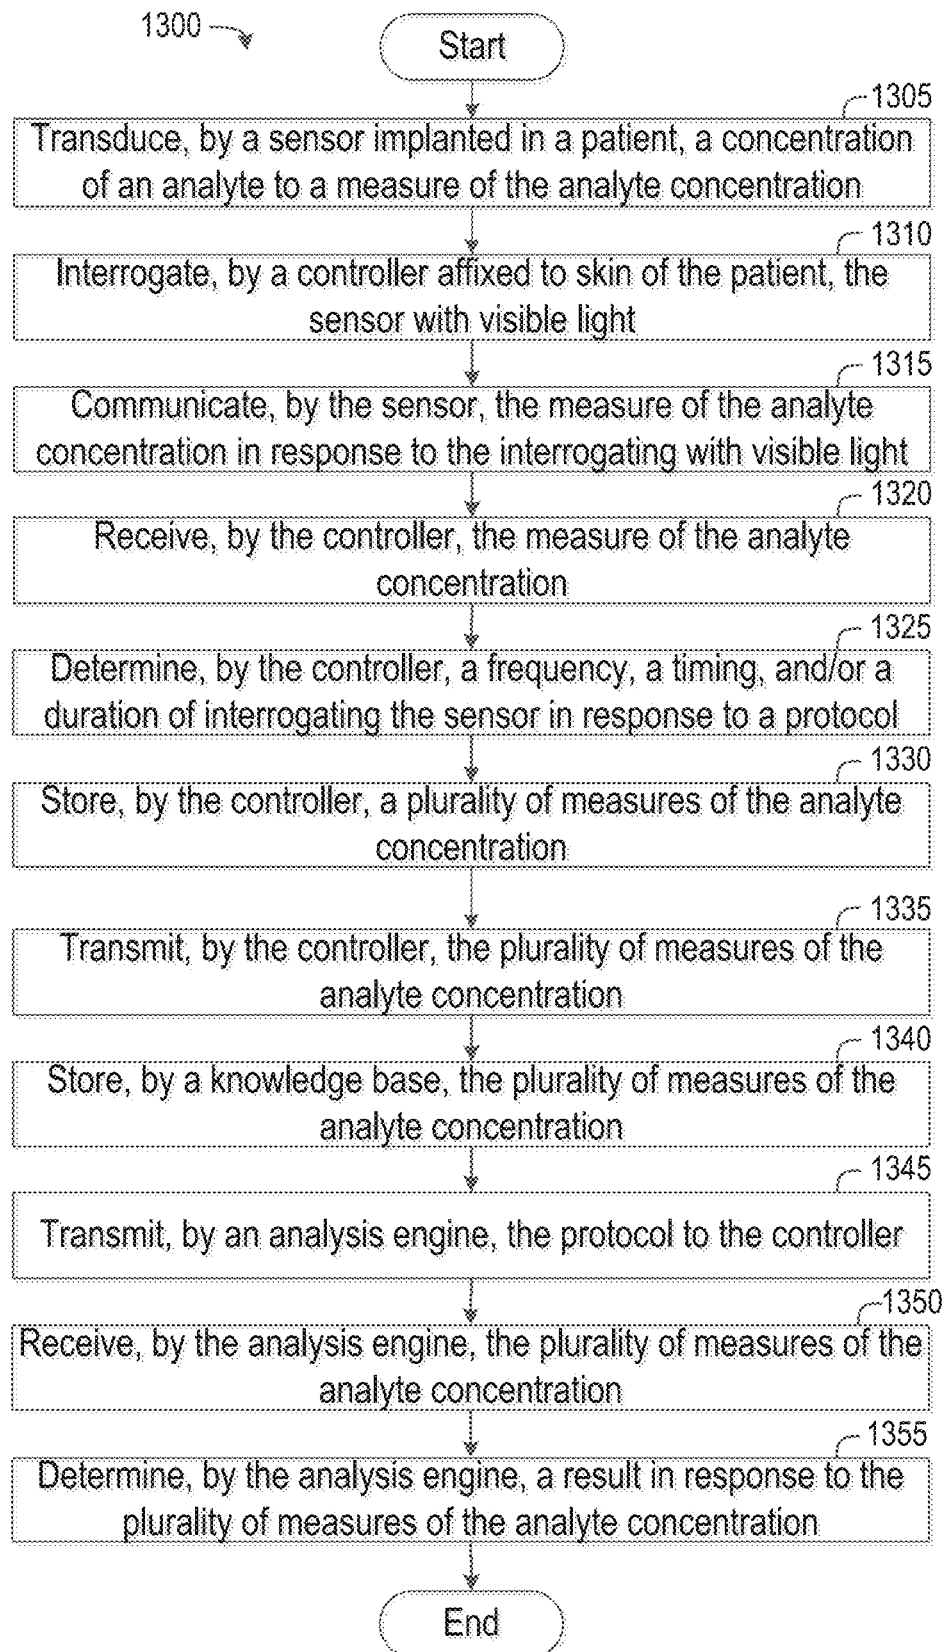 1300
Start
1305
Transduce, by a sensor implanted in a patient, a concentration
of an analyte to a measure of the analyte concentration
1310
Interrogate, by a controller affixed to skin of the patient, the
sensor with visible light
1315
Communicate, by the sensor, the measure of the analyte
concentration in response to the interrogating with visible light
1320
Receive, by the controller, the measure of the analyte
concentration
1325
Determine, by the controller, a frequency, a timing, and/or a
duration of interrogating the sensor in response to a protocol
1330
Store, by the controller, a plurality of measures of the analyte
concentration
1335
Transmit, by the controller, the plurality of measures of the
analyte concentration
1340
Store, by a knowledge base, the plurality of measures of the
analyte concentration
1345
Transmit, by an analysis engine, the protocol to the controller
1350
Receive, by the analysis engine, the plurality of measures of the
analyte concentration
1355
Determine, by the analysis engine, a result in response to the
plurality of measures of the analyte concentration
End